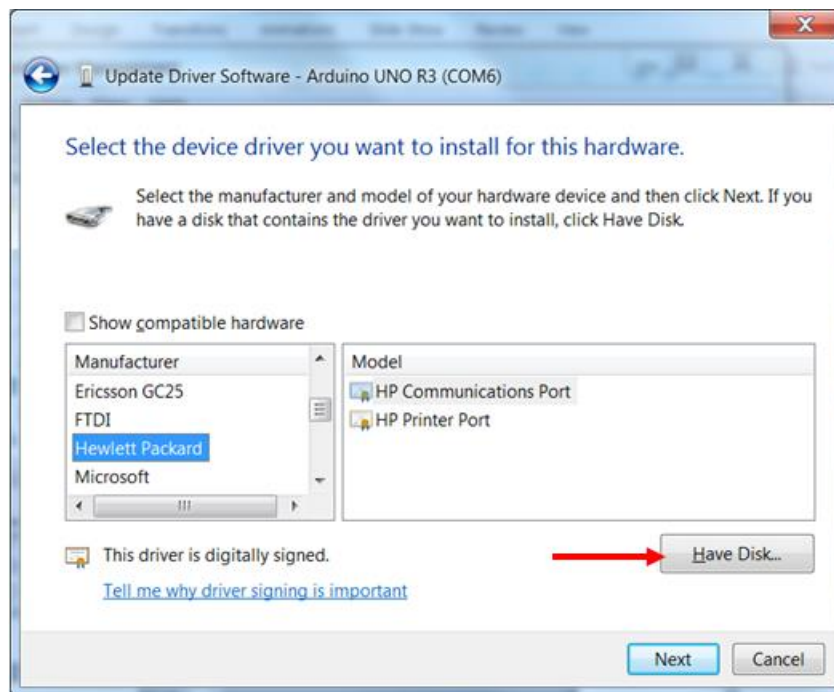 Update Driver Software - Arduino UNO R3 (COM6)
Select the device driver you want to install for this hardware.
Select the manufacturer and model of your hardware device and then click Next. If you
have a disk that contains the driver you want to install, click Have Disk.
Show compatible hardware
Manufacturer
Ericsson GC25
FTDI
Hewlett Packard
Microsoft
Model
HP Communications Port
HP Printer Port
This driver is digitally signed.
Have Disk...
Tell me why driver signing is important
Next
Cancel